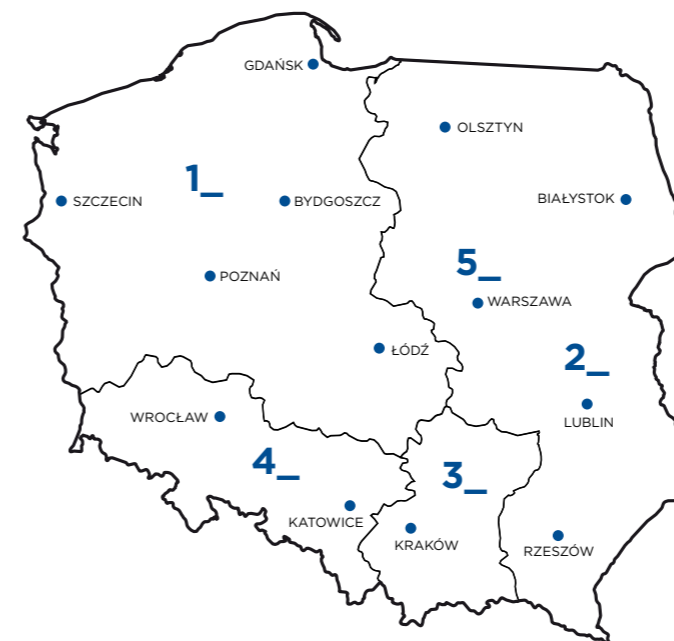 GDAŃSK
OLSZTYN
1_
SZCZECIN
BYDGOSZCZ
BIAŁYSTOK
5_
POZNAŃ
WARSZAWA
ŁÓDŹ
2_
WROCŁAW
LUBLIN
4_
3_
KATOWICE
KRAKÓW
RZESZÓW